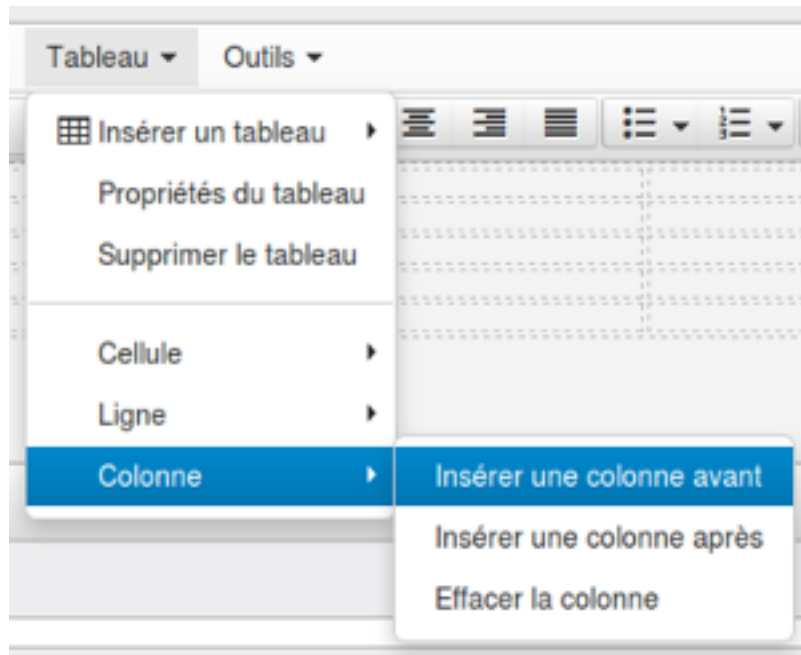 Tableau Outils
Insérer un tableau
Propriétés du tableau
Supprimer le tableau
Cellule
Ligne
Colonne
Insérer une colonne avant
Insérer une colonne après
Effacer la colonne